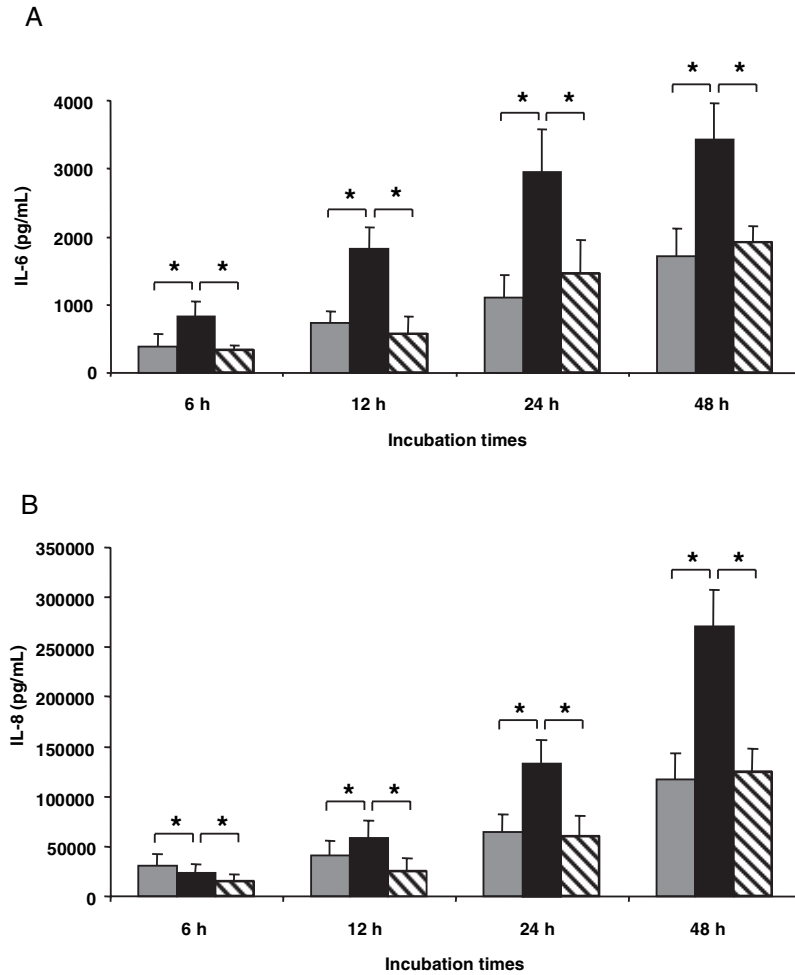 A
* *
* *
* *
* *
4000
3000
2000
1000
0
IL-6 (pg/mL)
6 h 12 h 24 h 48 h
Incubation times
B
* *
* *
* *
* *
350000
300000
250000
200000
150000
100000
50000
0
IL-8 (pg/mL)
6 h 12 h 24 h 48 h
Incubation times